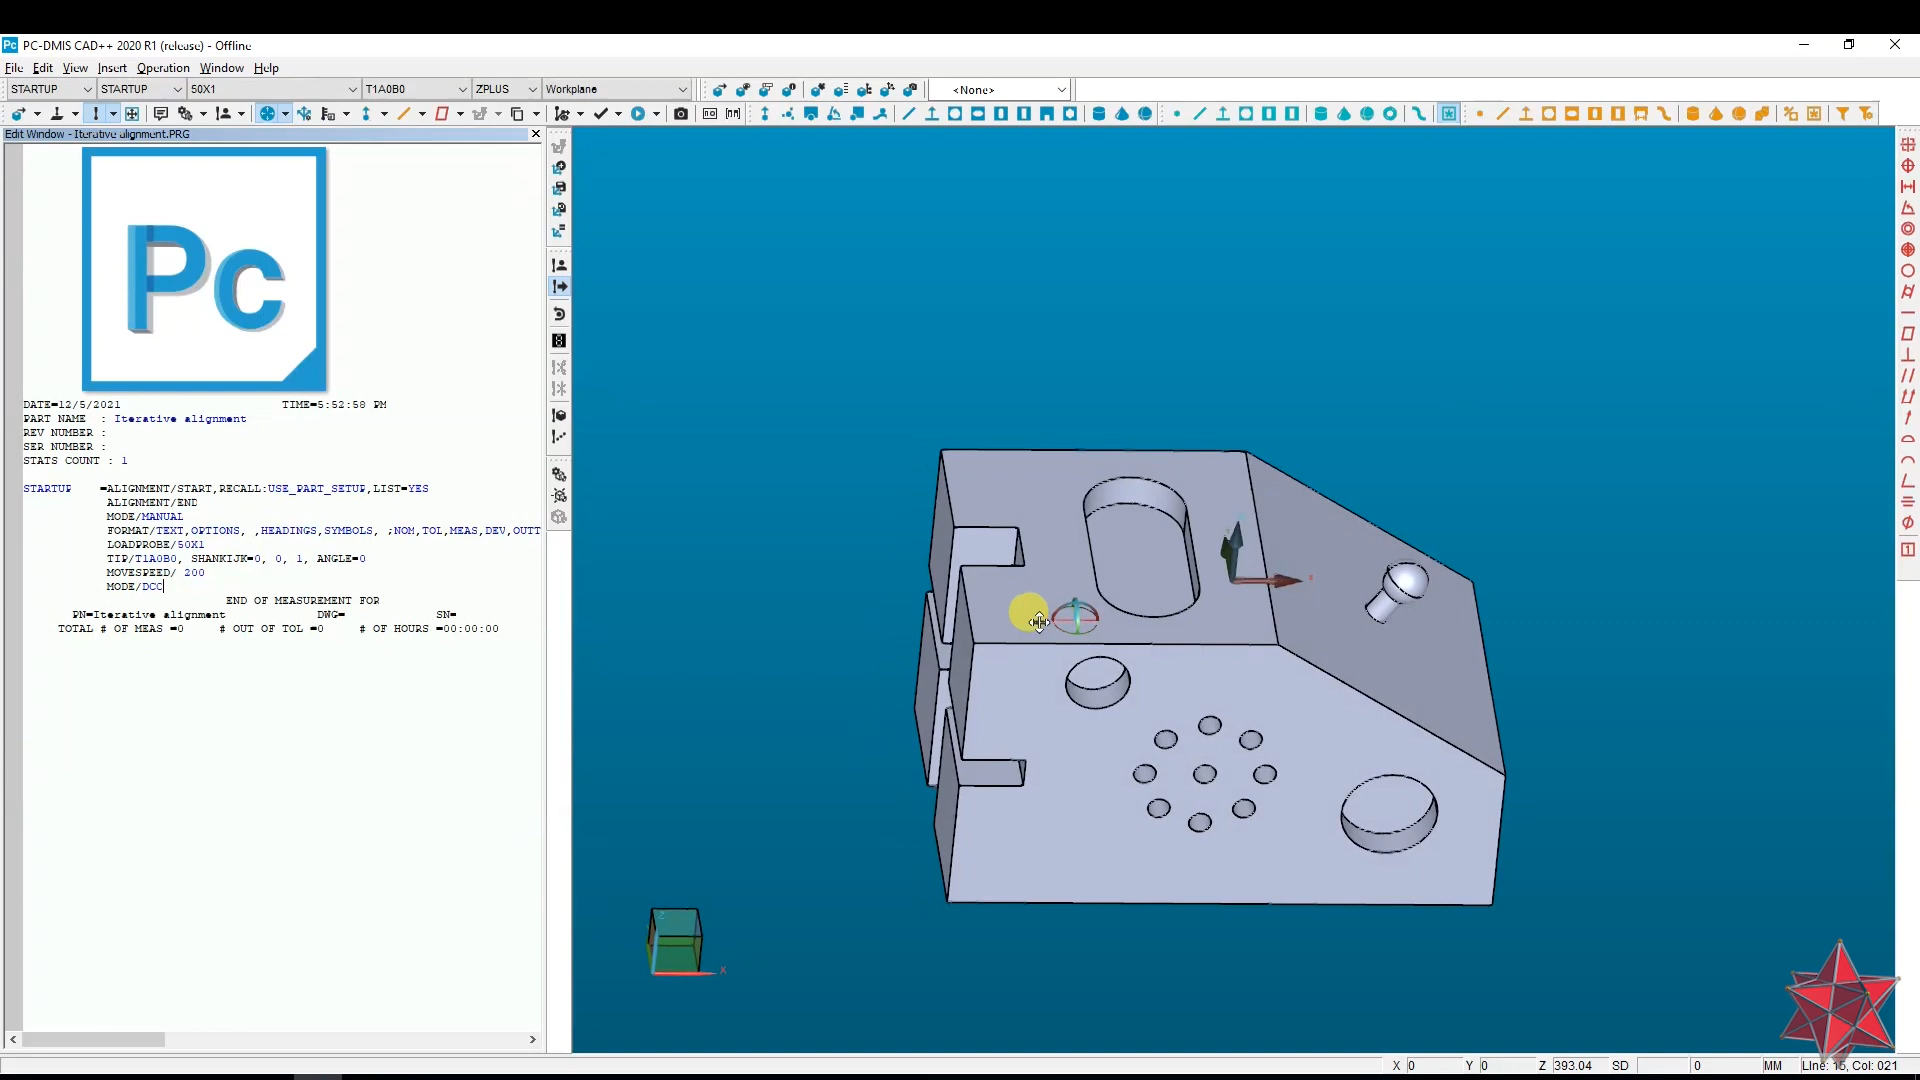 PC-DMIS CAD++ 2020 R1 (release) - Offline
File Edit View Insert Operation Window Help
STARTUP STARTUP 50X1 T1A0B0 ZPLUS Workplane <None>
Edit Window - Iterative alignment.PRG
Pc
DATE=12/5/2021 TIME=5:52:58 PM
PART NAME : Iterative alignment
REV NUMBER :
SER NUMBER :
STATS COUNT : 1
STARTUP =ALIGNMENT/START,RECALL:USE_PART_SETUP,LIST=YES
ALIGNMENT/END
MODE/MANUAL
FORMAT/TEXT,OPTIONS, ,HEADINGS,SYMBOLS, ;NOM,TOL,MEAS,DEV,OUTT
LOADPROBE/50X1
TIP/T1A0B0, SHANKIJK=0, 0, 1, ANGLE=0
MOVESPEED/ 200
MODE/DCC
END OF MEASUREMENT FOR
PN=Iterative alignment DWG= SN=
TOTAL # OF MEAS =0 # OUT OF TOL =0 # OF HOURS =00:00:00
Z
X
X 0 Y 0 Z 393.04 SD 0 MM Line: 15, Col: 021